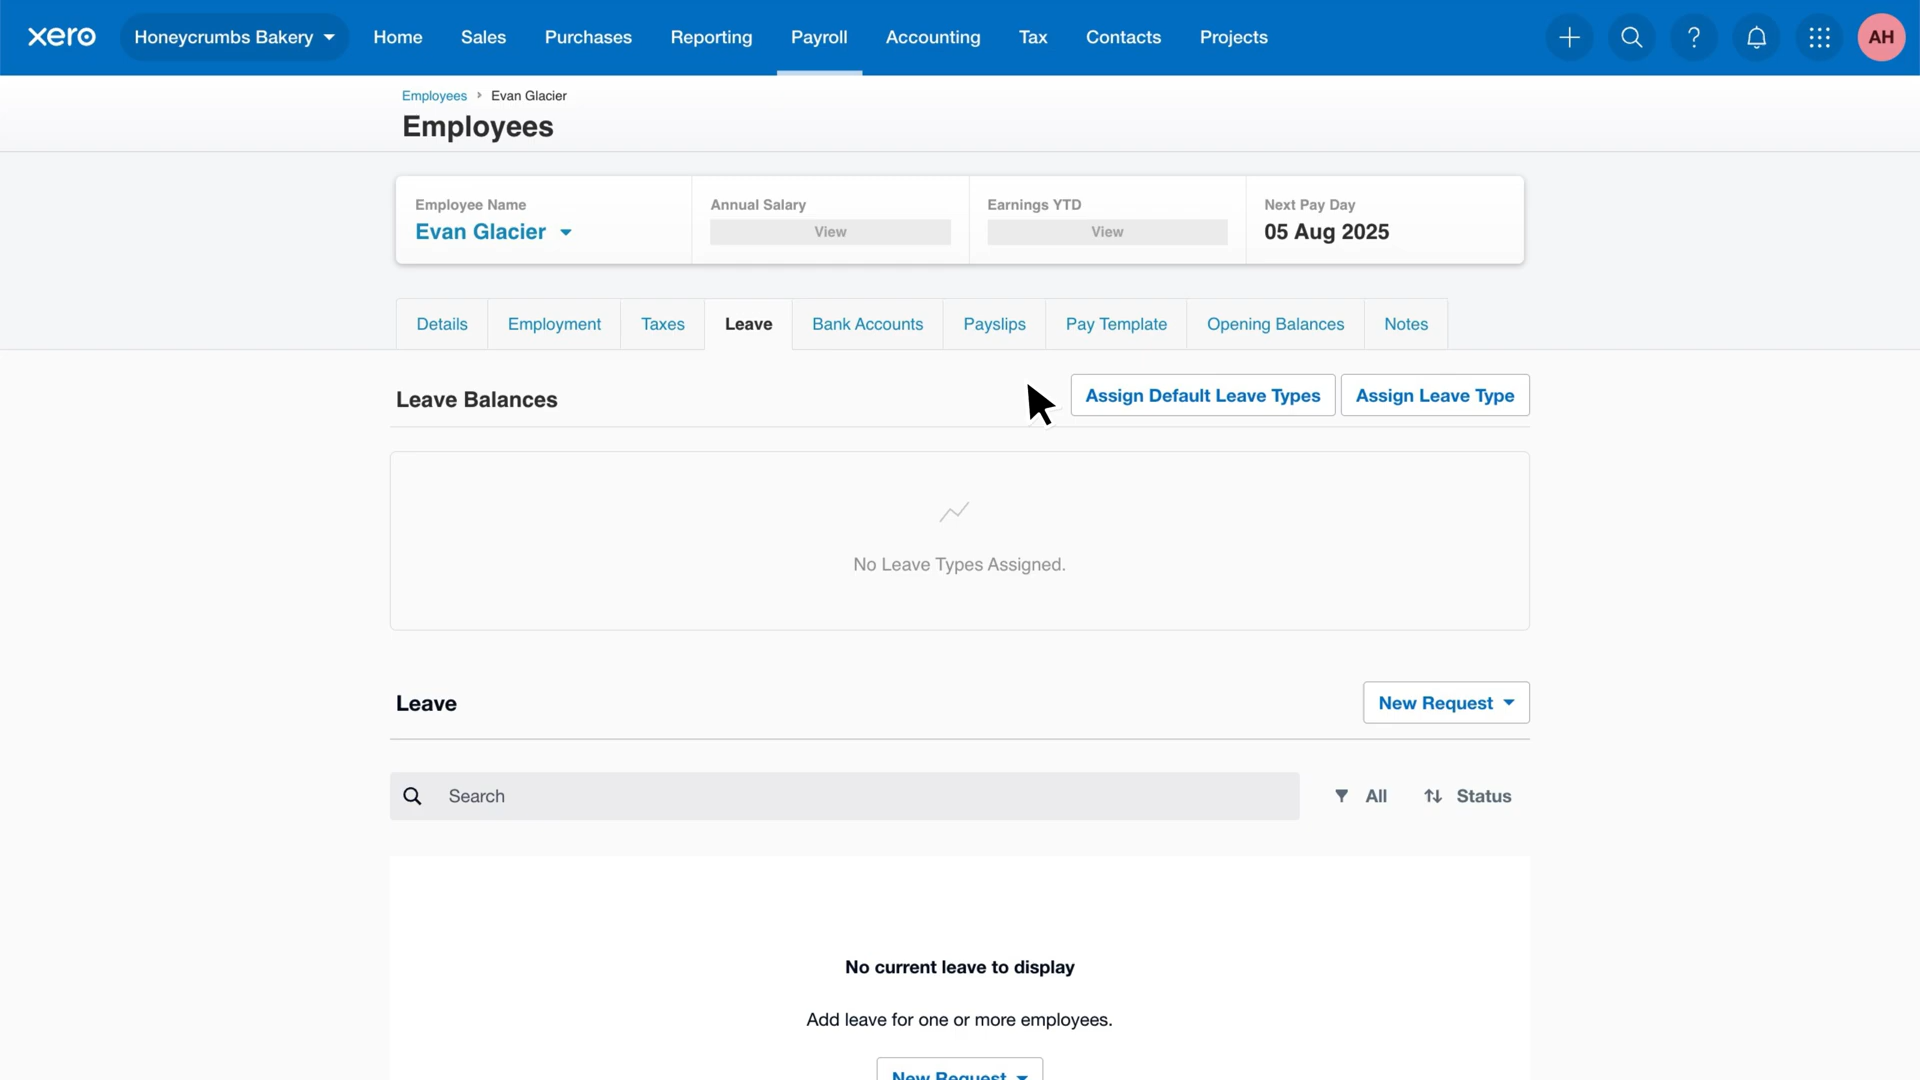 xero
Honeycrumbs Bakery
Home
Sales
Purchases
Reporting
Payroll
Accounting
Tax
Contacts
Projects
AH
Employees › Evan Glacier
Employees
Employee Name
Evan Glacier
Annual Salary
View
Earnings YTD
View
Next Pay Day
05 Aug 2025
Details
Employment
Taxes
Leave
Bank Accounts
Payslips
Pay Template
Opening Balances
Notes
Leave Balances
Assign Default Leave Types
Assign Leave Type
No Leave Types Assigned.
Leave
New Request
Search
All
Status
No current leave to display
Add leave for one or more employees.
New Request